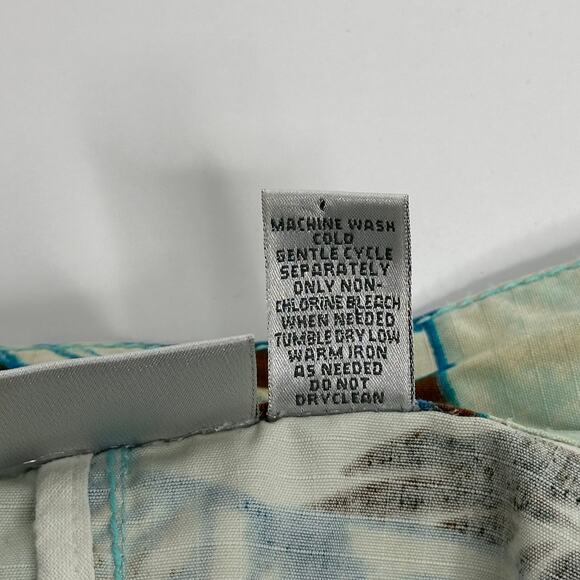 MACHINE WASH
COLD
GENTLE CYCLE
SEPARATELY
ONLY NON-
CHLORINE BLEACH
WHEN NEEDED
TUMBLE DRY LOW
WARM IRON
AS NEEDED
DO NOT
DRYCLEAN